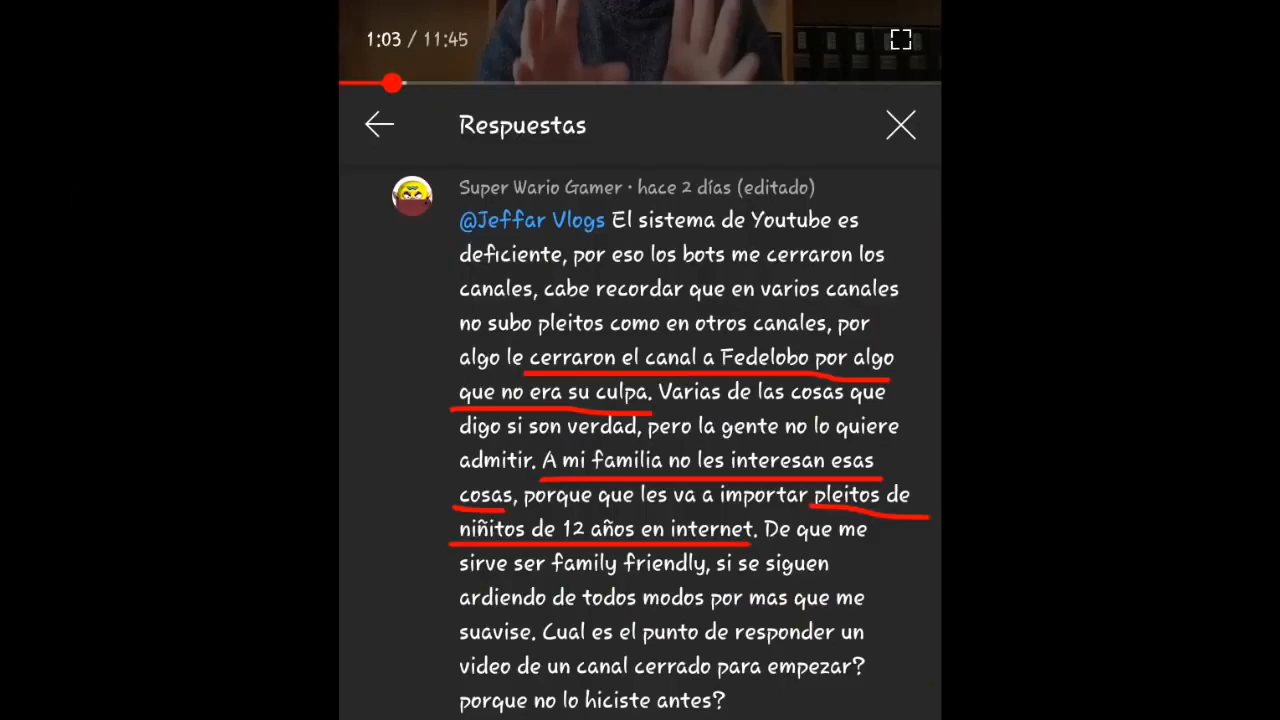 1:03 / 11:45
Respuestas
Super Wario Gamer · hace 2 días (editado)
@Jeffar Vlogs El sistema de Youtube es
deficiente, por eso los bots me cerraron los
canales, cabe recordar que en varios canales
no subo pleitos como en otros canales, por
algo le cerraron el canal a Fedelobo por algo
que no era su culpa. Varias de las cosas que
digo si son verdad, pero la gente no lo quiere
admitir. A mi familia no les interesan esas
cosas, porque que les va a importar pleitos de
niñitos de 12 años en internet. De que me
sirve ser family friendly, si se siguen
ardiendo de todos modos por mas que me
suavise. Cual es el punto de responder un
video de un canal cerrado para empezar?
porque no lo hiciste antes?